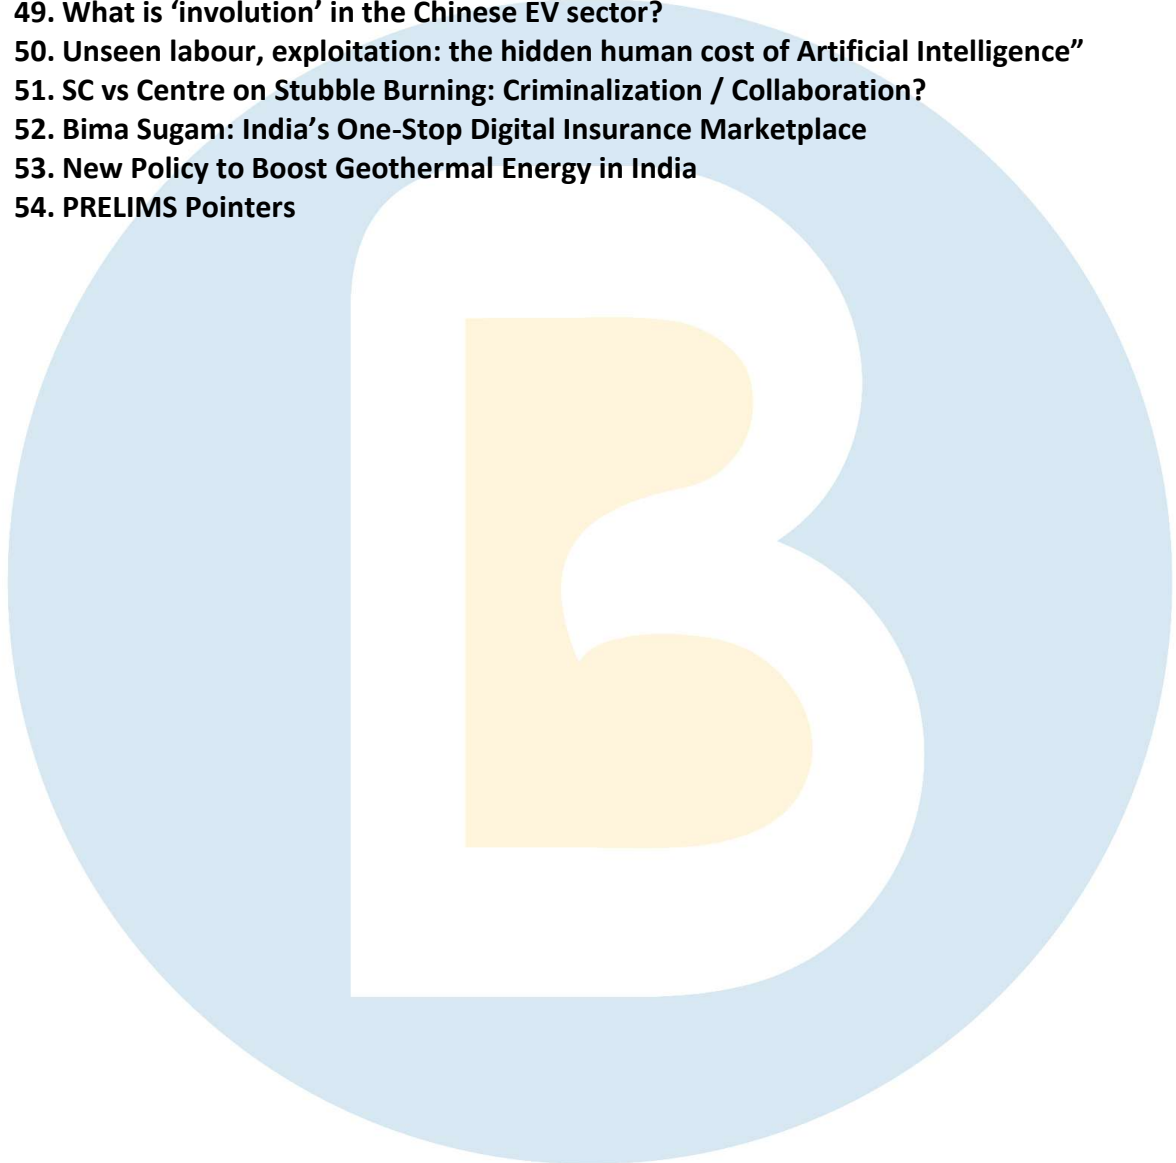 49. What is ‘involution’ in the Chinese EV sector?
50. Unseen labour, exploitation: the hidden human cost of Artificial Intelligence”
51. SC vs Centre on Stubble Burning: Criminalization / Collaboration?
52. Bima Sugam: India’s One-Stop Digital Insurance Marketplace
53. New Policy to Boost Geothermal Energy in India
54. PRELIMS Pointers